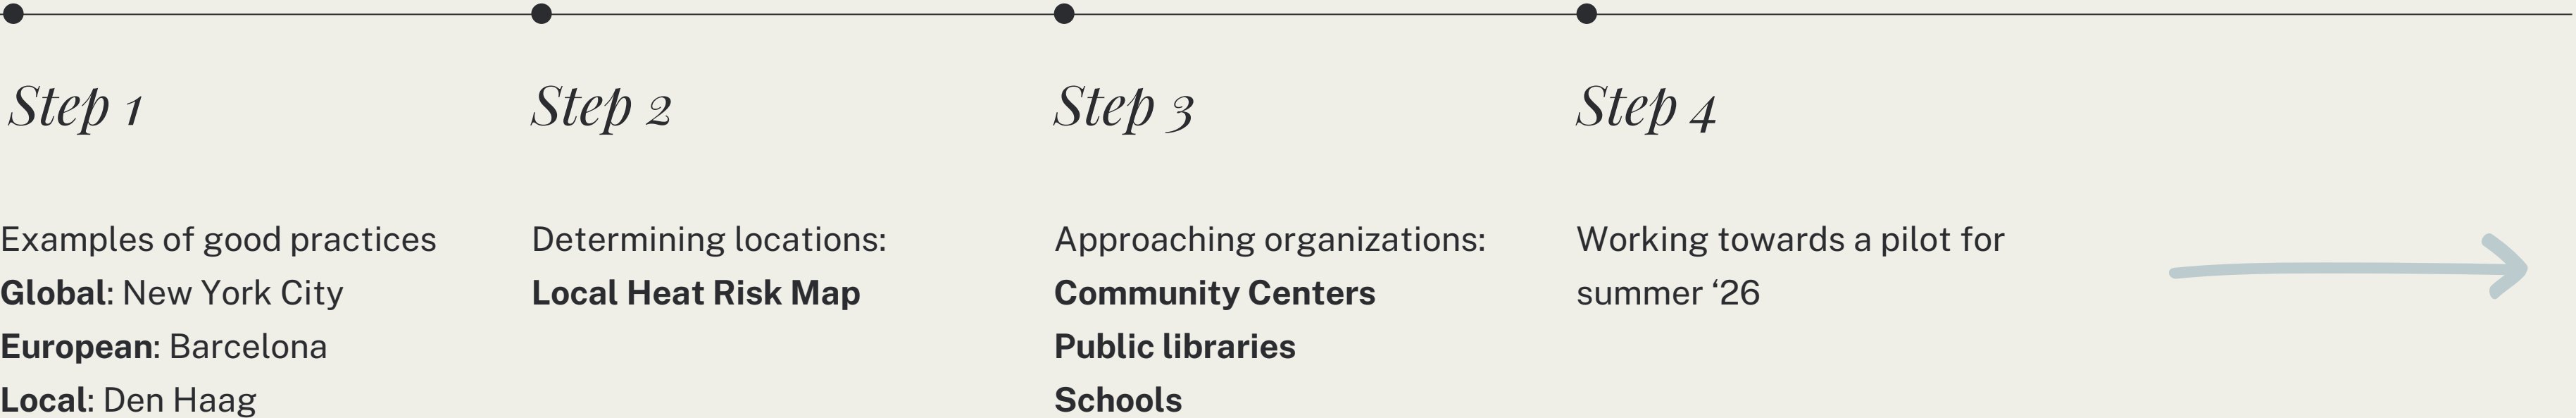 Step 1
Examples of good practices
Global: New York City
European: Barcelona
Local: Den Haag
Step 2
Determining locations:
Local Heat Risk Map
Step 3
Approaching organizations:
Community Centers
Public libraries
Schools
Step 4
Working towards a pilot for
summer ‘26